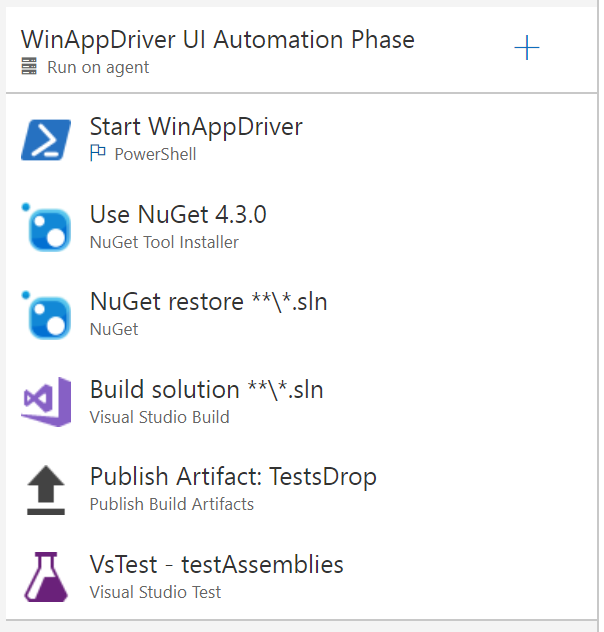 WinAppDriver UI Automation Phase
Run on agent
Start WinAppDriver
PowerShell
Use NuGet 4.3.0
NuGet Tool Installer
NuGet restore **\*.sln
NuGet
Build solution **\*.sln
Visual Studio Build
Publish Artifact: TestsDrop
Publish Build Artifacts
VsTest - testAssemblies
Visual Studio Test